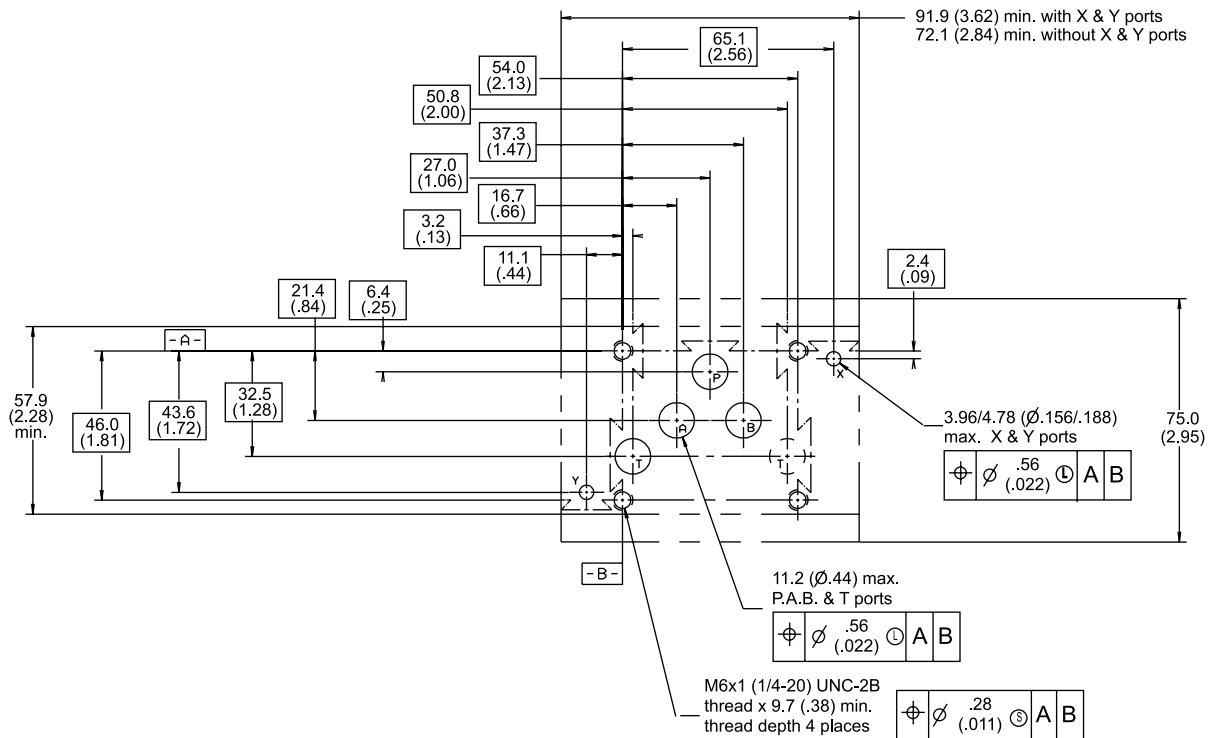 91.9 (3.62) min. with X & Y ports
72.1 (2.84) min. without X & Y ports
65.1
(2.56)
54.0
(2.13)
50.8
(2.00)
37.3
(1.47)
27.0
(1.06)
16.7
(.66)
3.2
(.13)
11.1
(.44)
2.4
(.09)
21.4
(.84)
6.4
(.25)
-A-
57.9
(2.28)
min.
46.0
(1.81)
43.6
(1.72)
32.5
(1.28)
P
X
A
B
T
T
Y
3.96/4.78 (Ø.156/.188)
max. X & Y ports
⌖ Ø .56 Ⓛ A B
(.022)
75.0
(2.95)
-B-
11.2 (Ø.44) max.
P.A.B. & T ports
⌖ Ø .56 Ⓛ A B
(.022)
M6x1 (1/4-20) UNC-2B
thread x 9.7 (.38) min.
thread depth 4 places
⌖ Ø .28 Ⓢ A B
(.011)